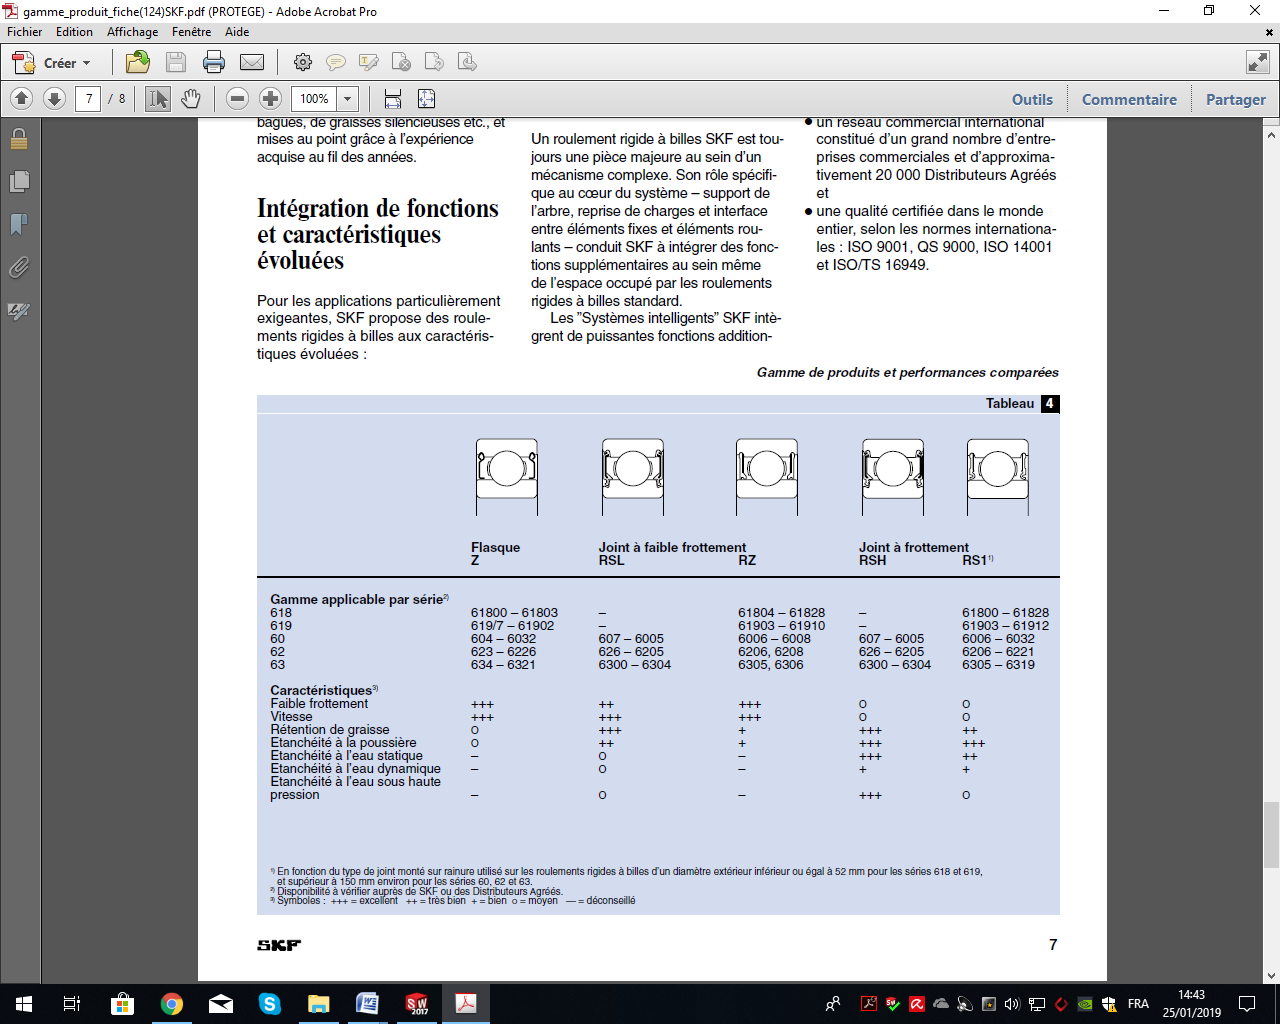 gamme_produit_fiche(124)SKF.pdf (PROTEGE) - Adobe Acrobat Pro
Fichier Edition Affichage Fenêtre Aide
Créer
7 / 8 100% Outils Commentaire Partager
bagues, de graisses silencieuses etc., et
mises au point grâce à l'expérience
acquise au fil des années.
Intégration de fonctions
et caractéristiques
évoluées
Pour les applications particulièrement
exigeantes, SKF propose des roule-
ments rigides à billes aux caractéris-
tiques évoluées :
Un roulement rigide à billes SKF est tou-
jours une pièce majeure au sein d'un
mécanisme complexe. Son rôle spécifi-
que au cœur du système – support de
l'arbre, reprise de charges et interface
entre éléments fixes et éléments rou-
lants – conduit SKF à intégrer des fonc-
tions supplémentaires au sein même
de l'espace occupé par les roulements
rigides à billes standard.
Les "Systèmes intelligents" SKF intè-
grent de puissantes fonctions addition-
● un réseau commercial international
constitué d'un grand nombre d'entre-
prises commerciales et d'approxima-
tivement 20 000 Distributeurs Agréés
et
● une qualité certifiée dans le monde
entier, selon les normes internationa-
les : ISO 9001, QS 9000, ISO 14001
et ISO/TS 16949.
Gamme de produits et performances comparées
Tableau 4
Flasque Joint à faible frottement Joint à frottement
Z RSL RZ RSH RS1¹⁾
Gamme applicable par série²⁾
618 61800 – 61803 – 61804 – 61828 – 61800 – 61828
619 619/7 – 61902 – 61903 – 61910 – 61903 – 61912
60 604 – 6032 607 – 6005 6006 – 6008 607 – 6005 6006 – 6032
62 623 – 6226 626 – 6205 6206, 6208 626 – 6205 6206 – 6221
63 634 – 6321 6300 – 6304 6305, 6306 6300 – 6304 6305 – 6319
Caractéristiques³⁾
Faible frottement +++ ++ +++ O O
Vitesse +++ +++ +++ O O
Rétention de graisse O +++ + +++ ++
Etanchéité à la poussière O ++ + +++ +++
Etanchéité à l'eau statique – O – +++ ++
Etanchéité à l'eau dynamique – O – + +
Etanchéité à l'eau sous haute
pression – O – +++ O
¹⁾ En fonction du type de joint monté sur rainure utilisé sur les roulements rigides à billes d'un diamètre extérieur inférieur ou égal à 52 mm pour les séries 618 et 619,
et supérieur à 150 mm environ pour les séries 60, 62 et 63.
²⁾ Disponibilité à vérifier auprès de SKF ou des Distributeurs Agréés.
³⁾ Symboles : +++ = excellent ++ = très bien + = bien o = moyen — = déconseillé
SKF 7
FRA 14:43
25/01/2019